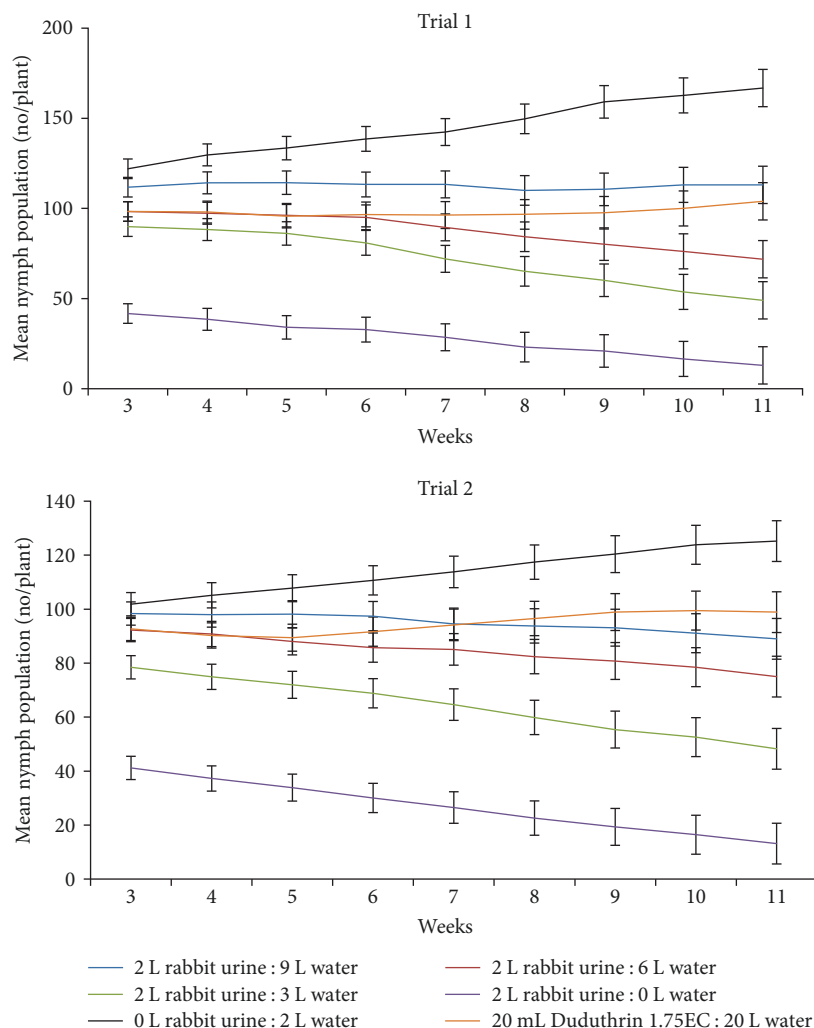 Trial 1
Mean nymph population (no/plant)
200
150
100
50
0
3 4 5 6 7 8 9 10 11
Weeks
Trial 2
Mean nymph population (no/plant)
140
120
100
80
60
40
20
0
3 4 5 6 7 8 9 10 11
Weeks
2 L rabbit urine : 9 L water
2 L rabbit urine : 6 L water
2 L rabbit urine : 3 L water
2 L rabbit urine : 0 L water
0 L rabbit urine : 2 L water
20 mL Duduthrin 1.75EC : 20 L water